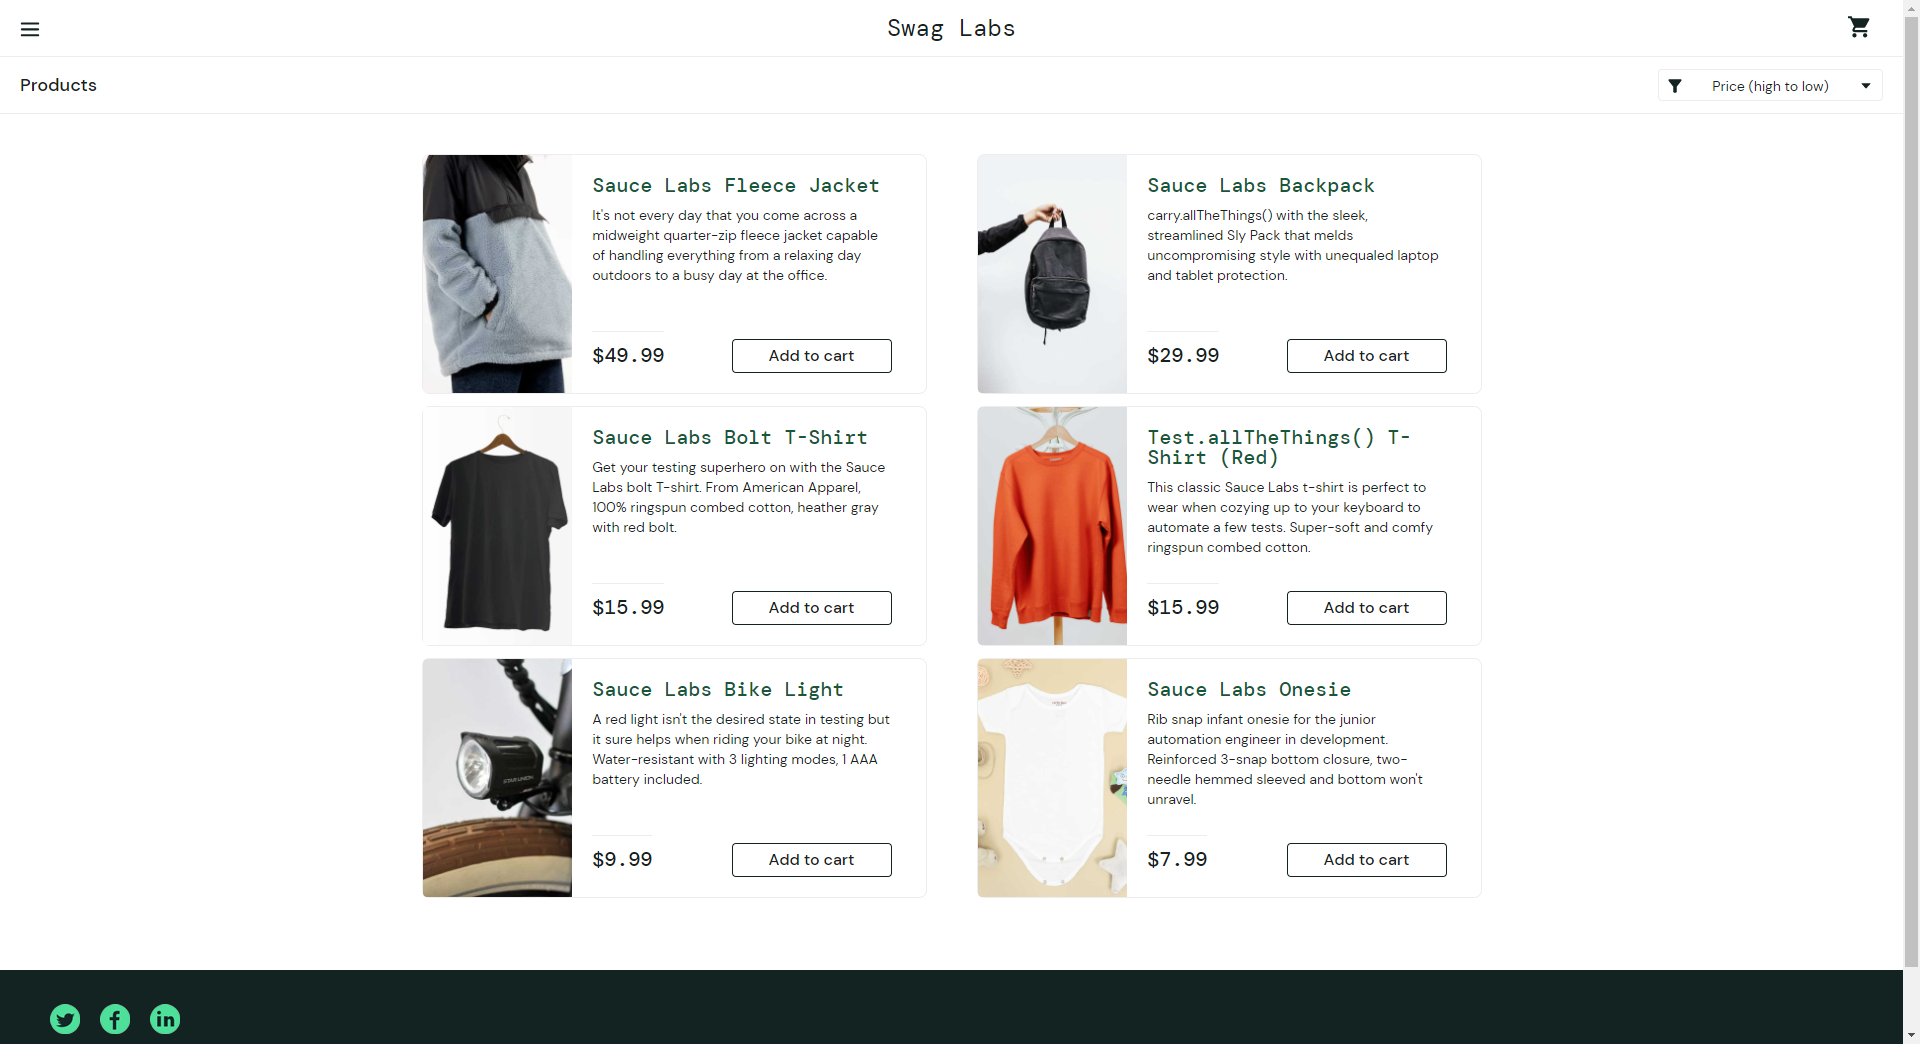 Swag Labs
Products
Price (high to low)
Sauce Labs Fleece Jacket
It's not every day that you come across a
midweight quarter-zip fleece jacket capable
of handling everything from a relaxing day
outdoors to a busy day at the office.
$49.99
Add to cart
Sauce Labs Backpack
carry.allTheThings() with the sleek,
streamlined Sly Pack that melds
uncompromising style with unequaled laptop
and tablet protection.
$29.99
Add to cart
Sauce Labs Bolt T-Shirt
Get your testing superhero on with the Sauce
Labs bolt T-shirt. From American Apparel,
100% ringspun combed cotton, heather gray
with red bolt.
$15.99
Add to cart
Test.allTheThings() T-
Shirt (Red)
This classic Sauce Labs t-shirt is perfect to
wear when cozying up to your keyboard to
automate a few tests. Super-soft and comfy
ringspun combed cotton.
$15.99
Add to cart
Sauce Labs Bike Light
A red light isn't the desired state in testing but
it sure helps when riding your bike at night.
Water-resistant with 3 lighting modes, 1 AAA
battery included.
$9.99
Add to cart
Sauce Labs Onesie
Rib snap infant onesie for the junior
automation engineer in development.
Reinforced 3-snap bottom closure, two-
needle hemmed sleeved and bottom won't
unravel.
$7.99
Add to cart